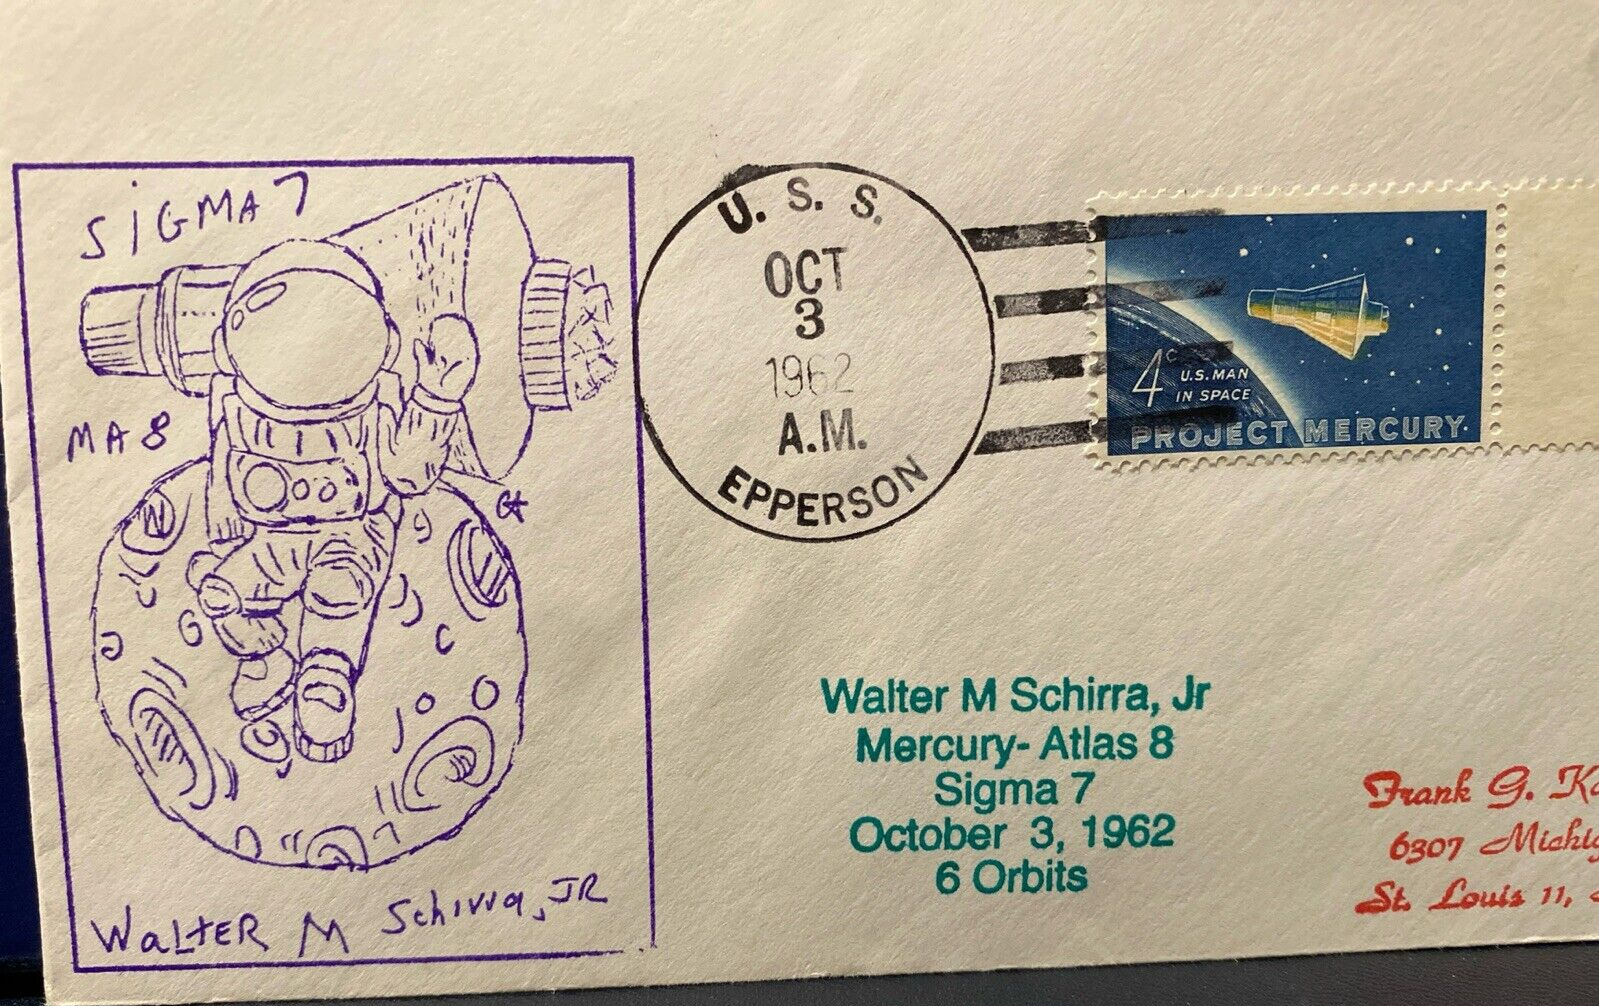 SiGMA 7
MA 8
WaLtER M Schirra, JR
U. S. S.
OCT
3
1962
A.M.
EPPERSON
4c
U.S. MAN
IN SPACE
PROJECT MERCURY
Walter M Schirra, Jr
Mercury- Atlas 8
Sigma 7
October 3, 1962
6 Orbits
Frank G.
6307
St. Louis 11,